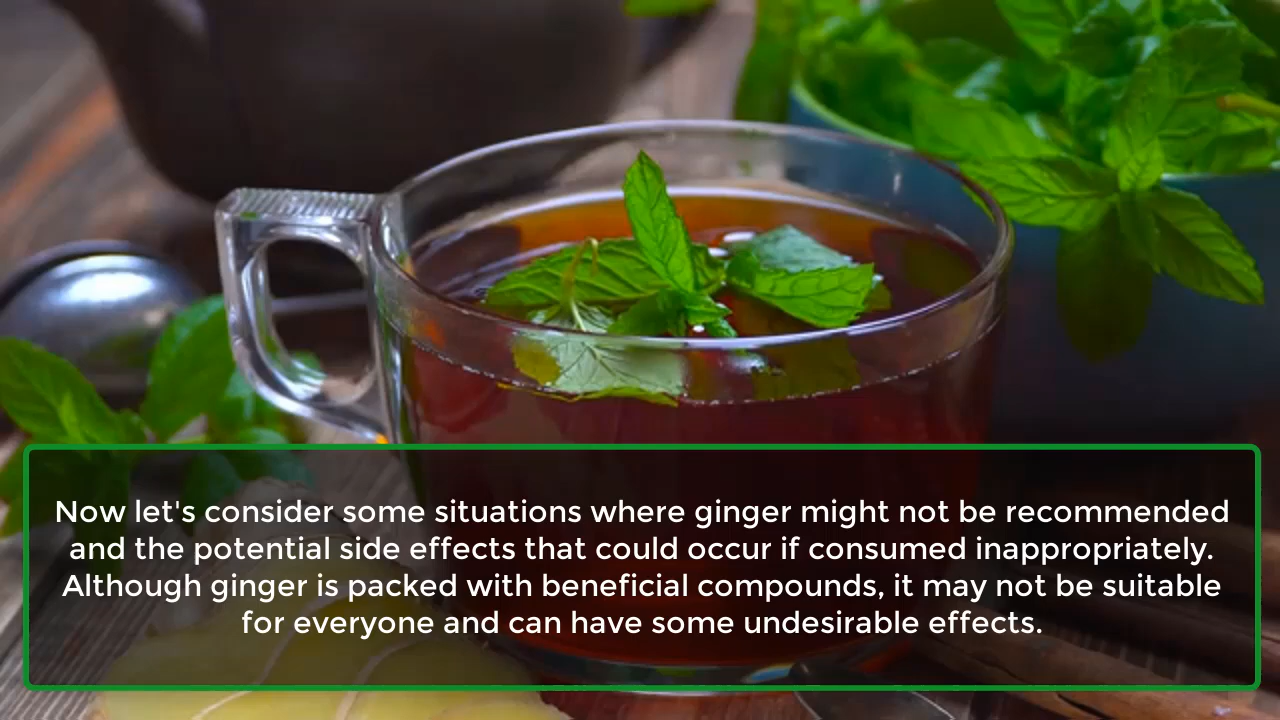 Now let's consider some situations where ginger might not be recommended
and the potential side effects that could occur if consumed inappropriately.
Although ginger is packed with beneficial compounds, it may not be suitable
for everyone and can have some undesirable effects.